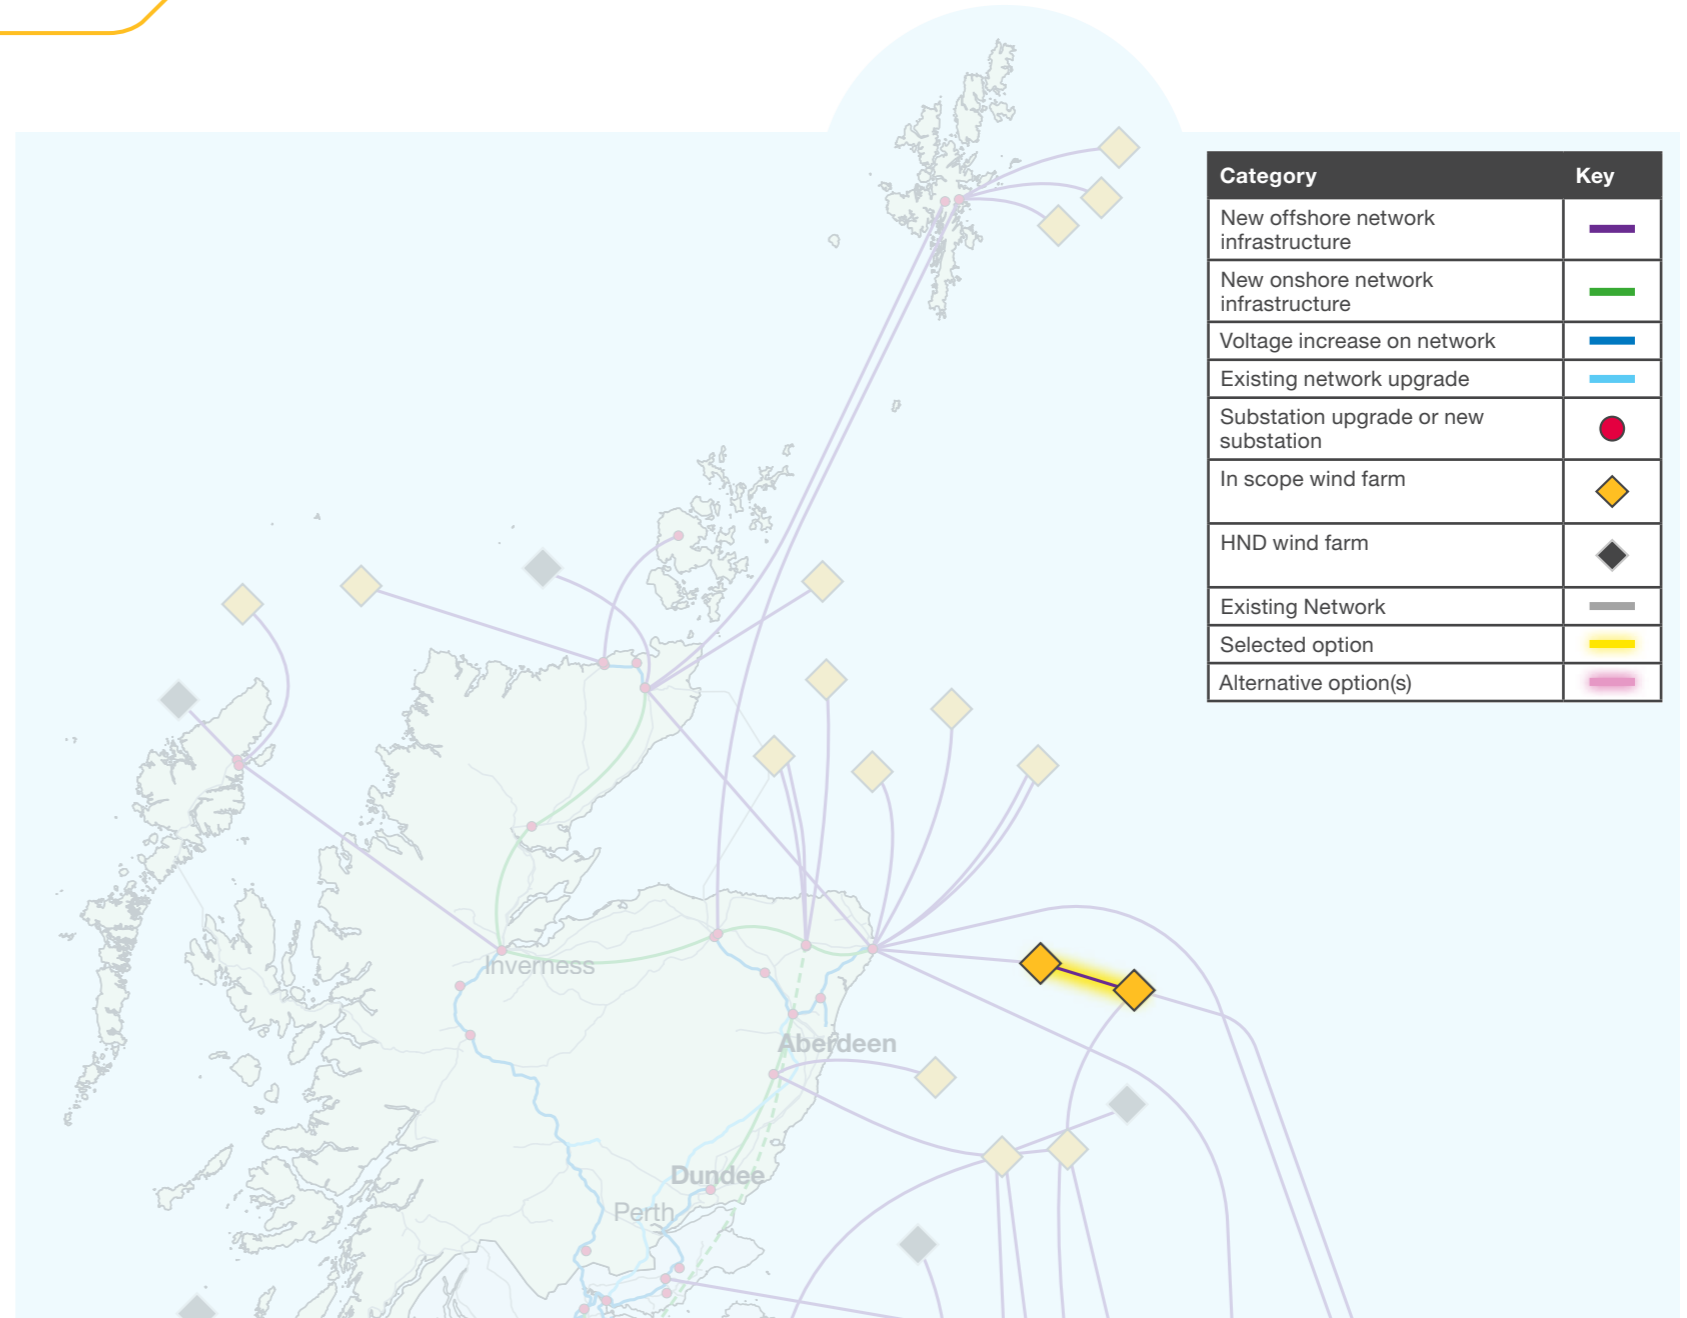 Category Key
New offshore network
infrastructure
New onshore network
infrastructure
Voltage increase on network
Existing network upgrade
Substation upgrade or new
substation
In scope wind farm
HND wind farm
Existing Network
Selected option
Alternative option(s)
Inverness
Aberdeen
Dundee
Perth